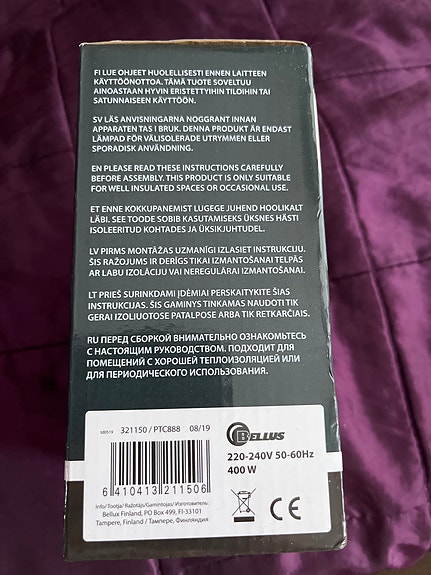 FI LUE OHJEET HUOLELLISESTI ENNEN LAITTEEN
KÄYTTÖÖNOTTOA. TÄMÄ TUOTE SOVELTUU
AINOASTAAN HYVIN ERISTETTYIHIN TILOIHIN TAI
SATUNNAISEEN KÄYTTÖÖN.
SV LÄS ANVISNINGARNA NOGGRANT INNAN
APPARATEN TAS I BRUK. DENNA PRODUKT ÄR ENDAST
LÄMPAD FÖR VÄLISOLERADE UTRYMMEN ELLER
SPORADISK ANVÄNDNING.
EN PLEASE READ THESE INSTRUCTIONS CAREFULLY
BEFORE ASSEMBLY. THIS PRODUCT IS ONLY SUITABLE
FOR WELL INSULATED SPACES OR OCCASIONAL USE.
ET ENNE KOKKUPANEMIST LUGEGE JUHEND HOOLIKALT
LÄBI. SEE TOODE SOBIB KASUTAMISEKS ÜKSNES HÄSTI
ISOLEERITUD KOHTADES JA ÜKSIKJUHTUDEL.
LV PIRMS MONTĀŽAS UZMANĪGI IZLASIET INSTRUKCIJU.
ŠIS RAŽOJUMS IR DERĪGS TIKAI IZMANTOŠANAI TELPĀS
AR LABU IZOLĀCIJU VAI NEREGULĀRAI IZMANTOŠANAI.
LT PRIEŠ SURINKDAMI ĮDĖMIAI PERSKAITYKITE ŠIAS
INSTRUKCIJAS. ŠIS GAMINYS TINKAMAS NAUDOTI TIK
GERAI IZOLIUOTOSE PATALPOSE ARBA TIK RETKARČIAIS.
RU ПЕРЕД СБОРКОЙ ВНИМАТЕЛЬНО ОЗНАКОМЬТЕСЬ
С НАСТОЯЩИМ РУКОВОДСТВОМ. ПОДХОДИТ ДЛЯ
ПОМЕЩЕНИЙ С ХОРОШЕЙ ТЕПЛОИЗОЛЯЦИЕЙ ИЛИ
ДЛЯ ПЕРИОДИЧЕСКОГО ИСПОЛЬЗОВАНИЯ.
321150 / PTC888 08/19
6 410413 211506
Info/Tootja/Ražotājs/Gamintojas/Изготовитель:
Bellux Finland, PO Box 499, FI-33101
Tampere, Finland / Тампере, Финляндия
BELLUS
220-240V 50-60Hz
400 W
CE